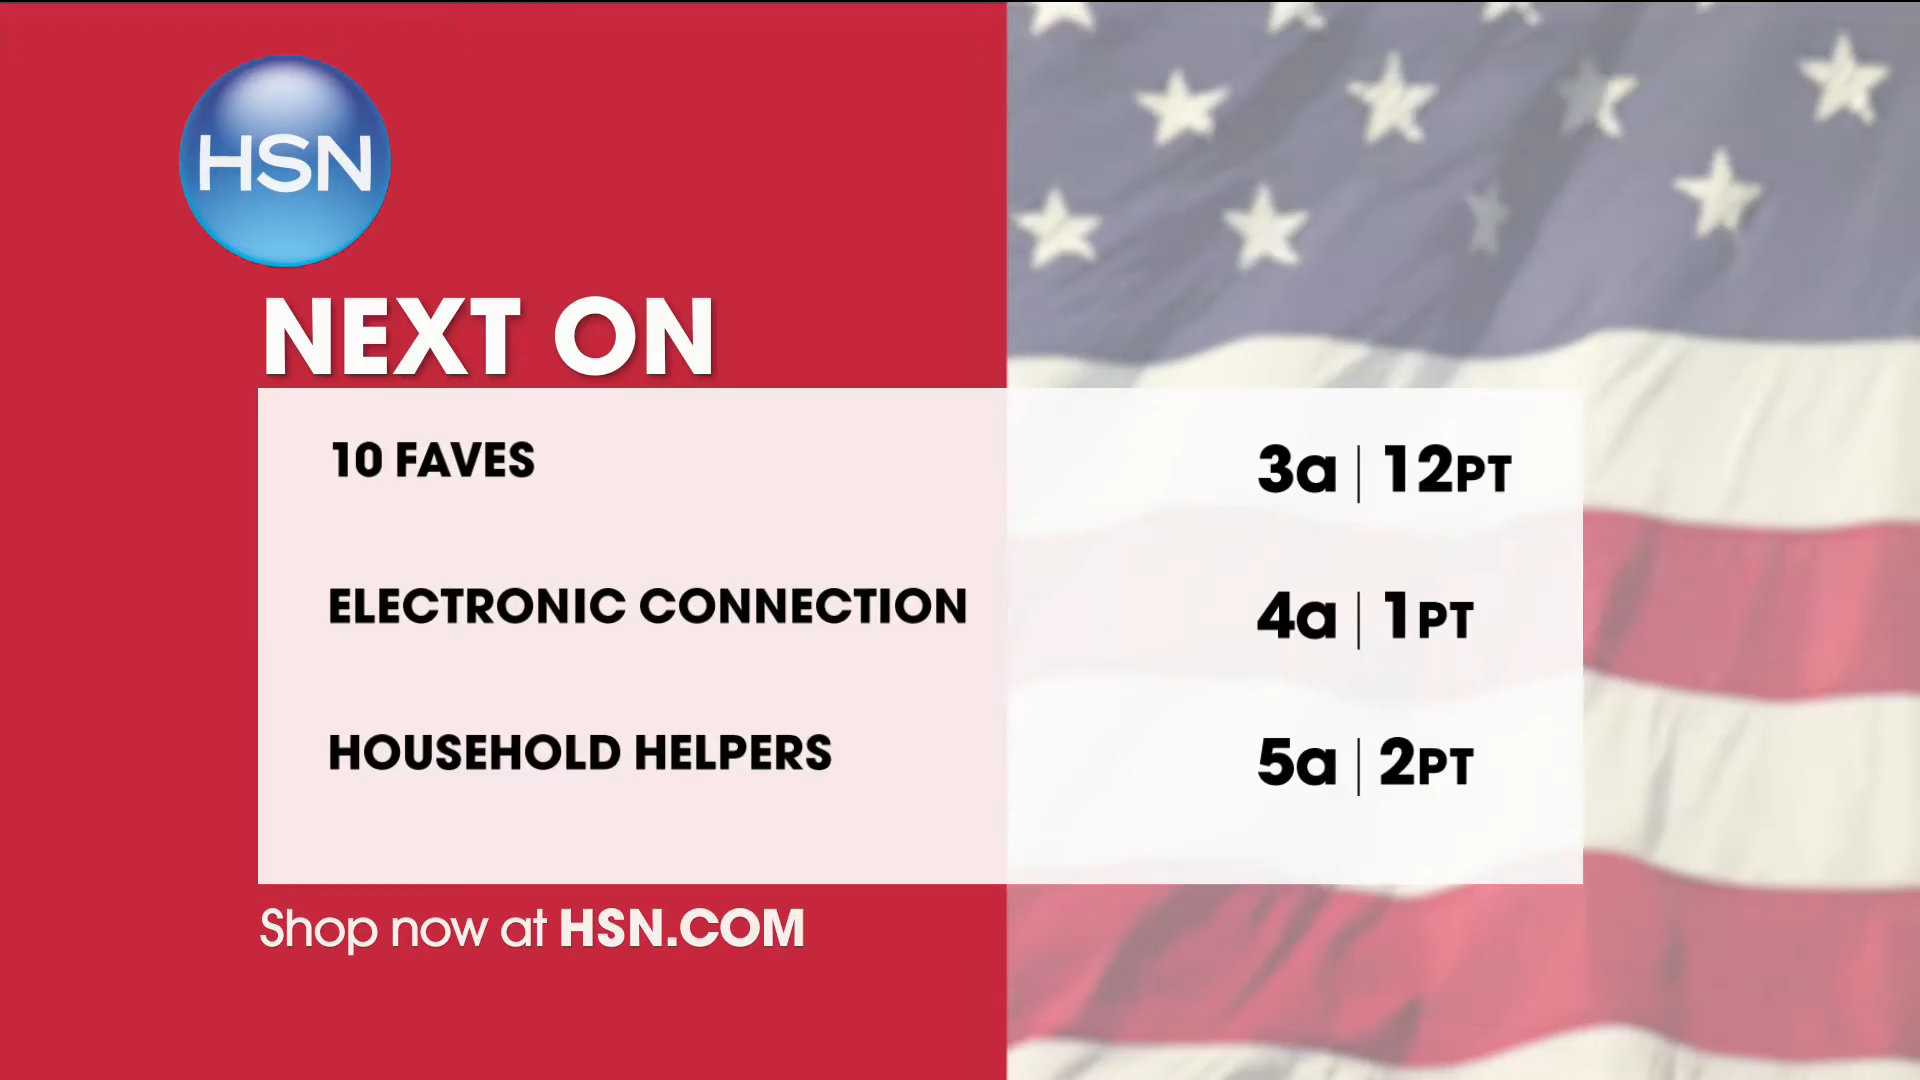 HSN
NEXT ON
10 FAVES 3a | 12PT
ELECTRONIC CONNECTION 4a | 1PT
HOUSEHOLD HELPERS 5a | 2PT
Shop now at HSN.COM